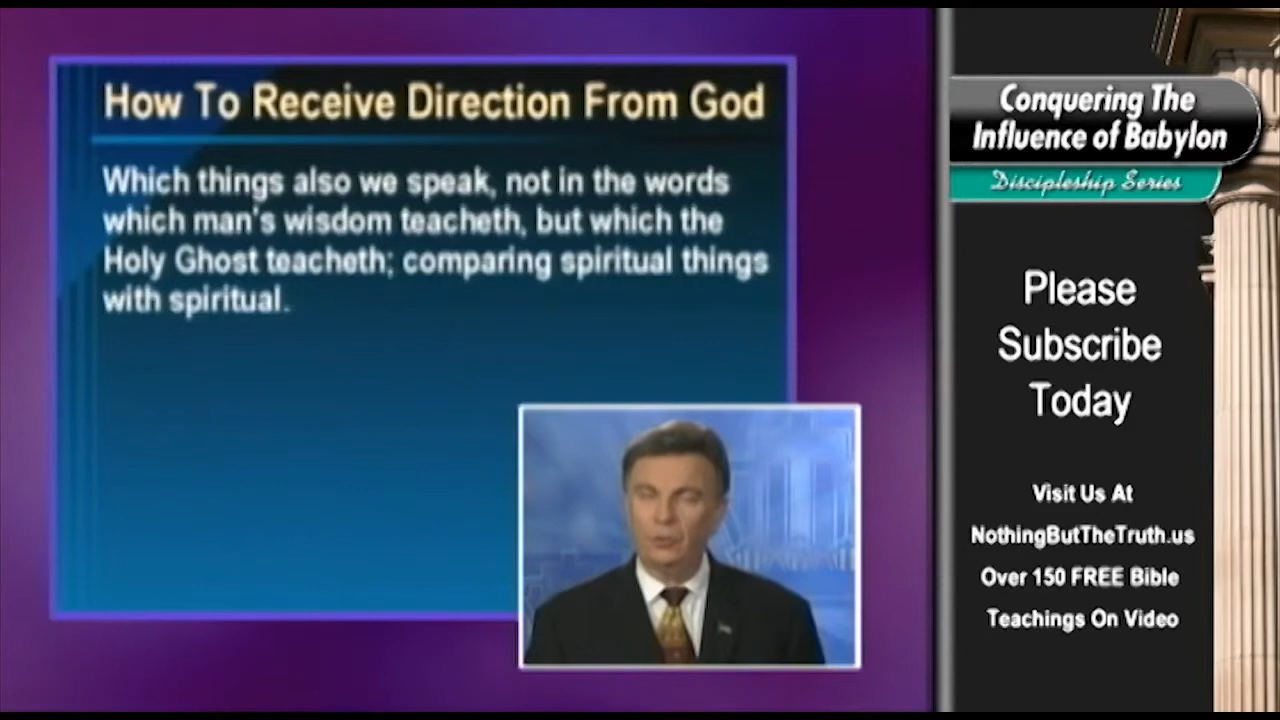 How To Receive Direction From God
Which things also we speak, not in the words
which man's wisdom teacheth, but which the
Holy Ghost teacheth; comparing spiritual things
with spiritual.
Conquering The
Influence of Babylon
Discipleship Series
Please
Subscribe
Today
Visit Us At
NothingButTheTruth.us
Over 150 FREE Bible
Teachings On Video